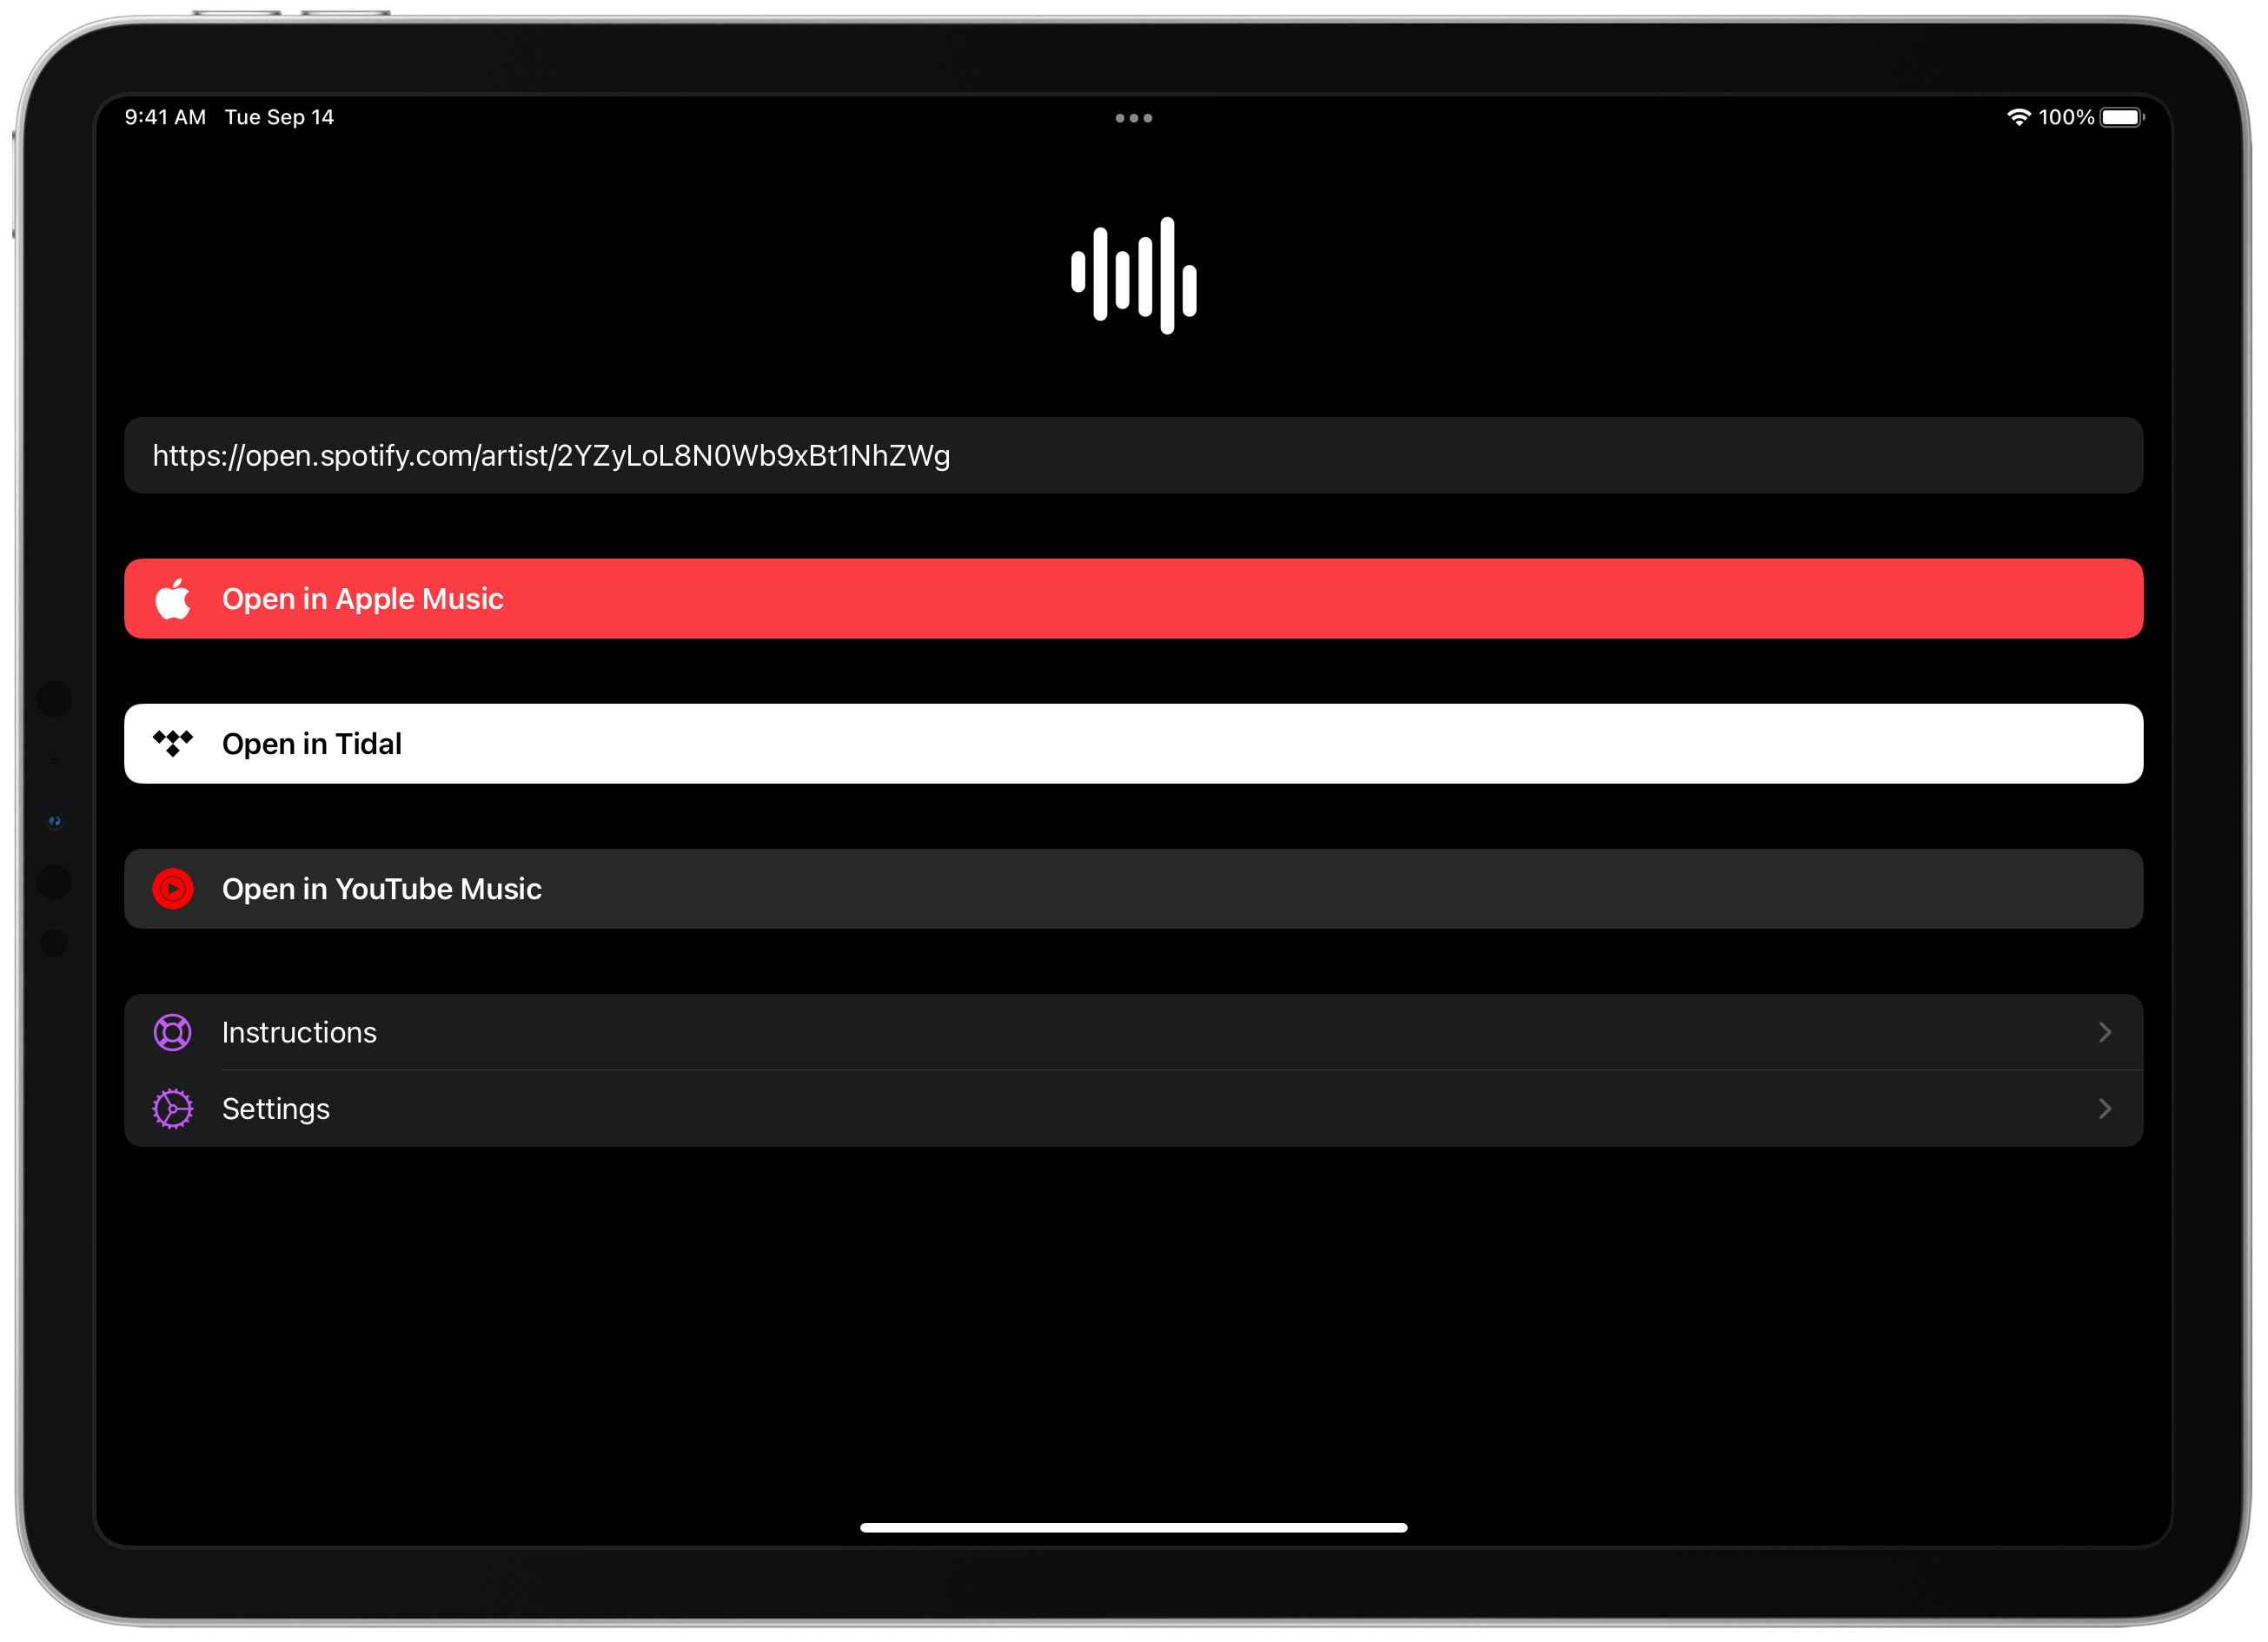 9:41 AM Tue Sep 14 100%
https://open.spotify.com/artist/2YZyLoL8N0Wb9xBt1NhZWg
Open in Apple Music
Open in Tidal
Open in YouTube Music
Instructions
Settings